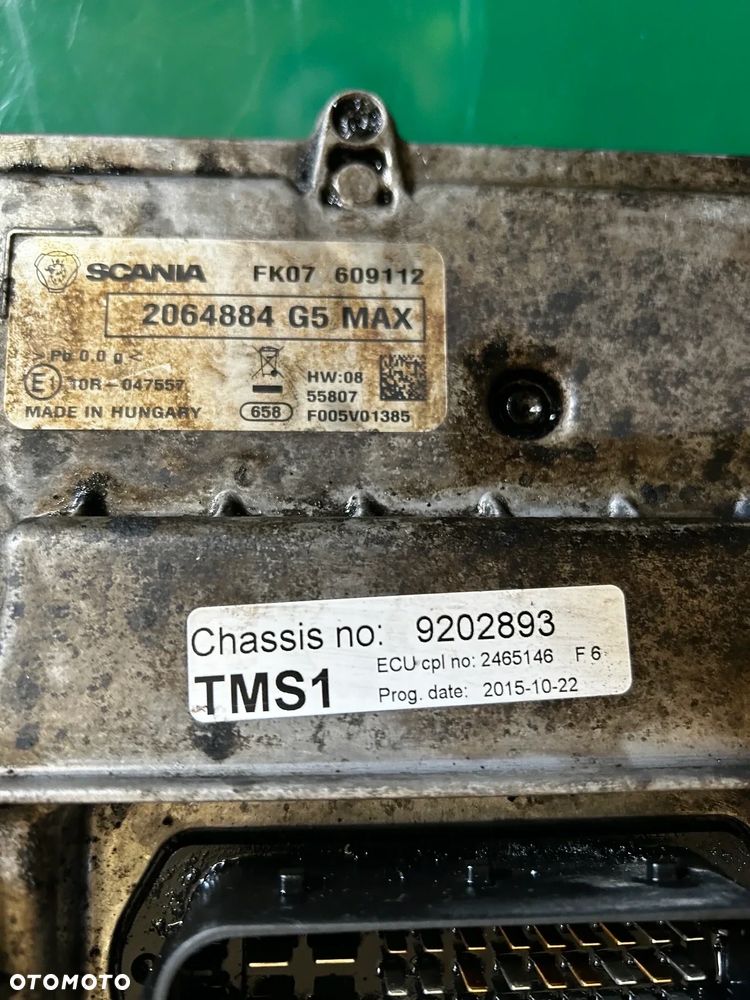 SCANIA FK07 609112
2064884 G5 MAX
> Pb 0,0 g <
E1 10R-047557
HW:08
55807
MADE IN HUNGARY 658 F005V01385
Chassis no: 9202893
ECU cpl no: 2465146 F 6
TMS1 Prog. date: 2015-10-22
OTOMOTO